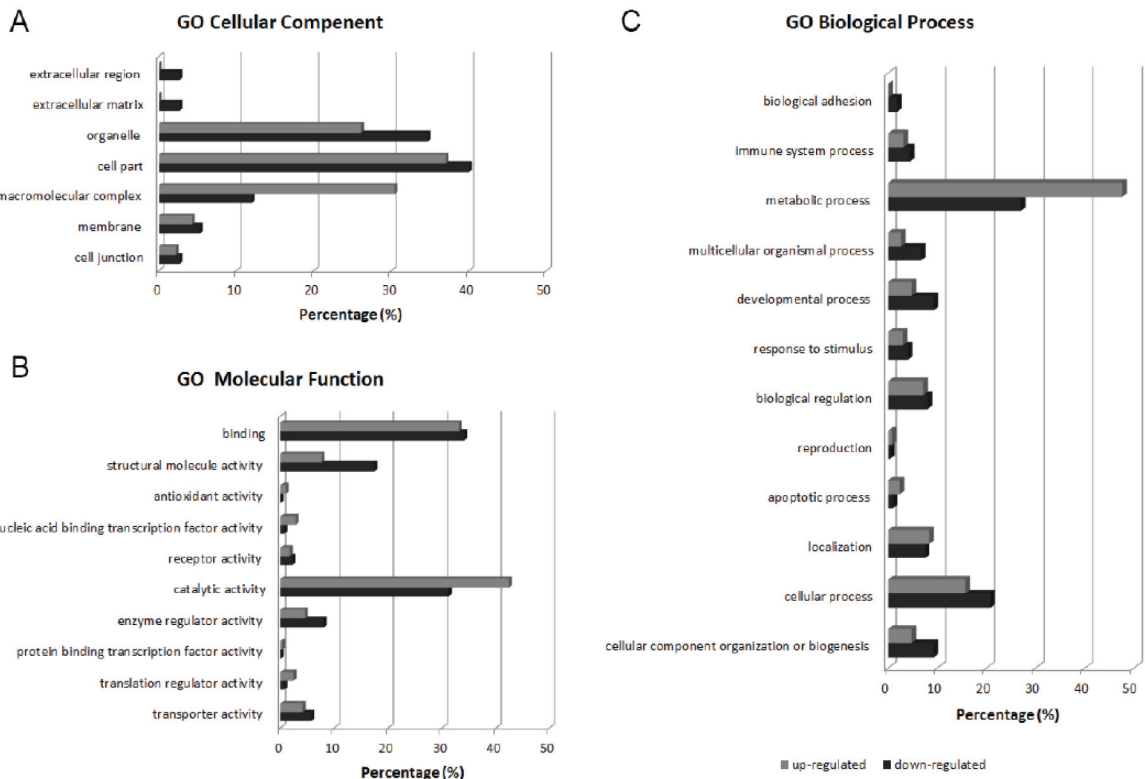 A
GO Cellular Compenent
extracellular region
extracellular matrix
organelle
cell part
macromolecular complex
membrane
cell junction
0 10 20 30 40 50
Percentage (%)
B
GO Molecular Function
binding
structural molecule activity
antioxidant activity
ucleic acid binding transcription factor activity
receptor activity
catalytic activity
enzyme regulator activity
protein binding transcription factor activity
translation regulator activity
transporter activity
0 10 20 30 40 50
Percentage (%)
C
GO Biological Process
biological adhesion
immune system process
metabolic process
multicellular organismal process
developmental process
response to stimulus
biological regulation
reproduction
apoptotic process
localization
cellular process
cellular component organization or biogenesis
0 10 20 30 40 50
Percentage (%)
up-regulated down-regulated